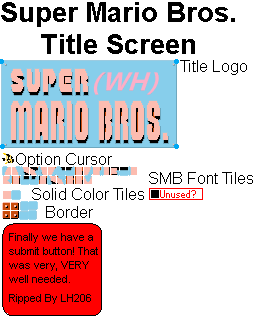 Super Mario Bros.
Title Screen
Title Logo
SUPER (WH)
MARIO BROS.
Option Cursor
SMB Font Tiles
Solid Color Tiles
Unused?
Border
Finally we have a
submit button! That
was very, VERY
well needed.
Ripped By LH206